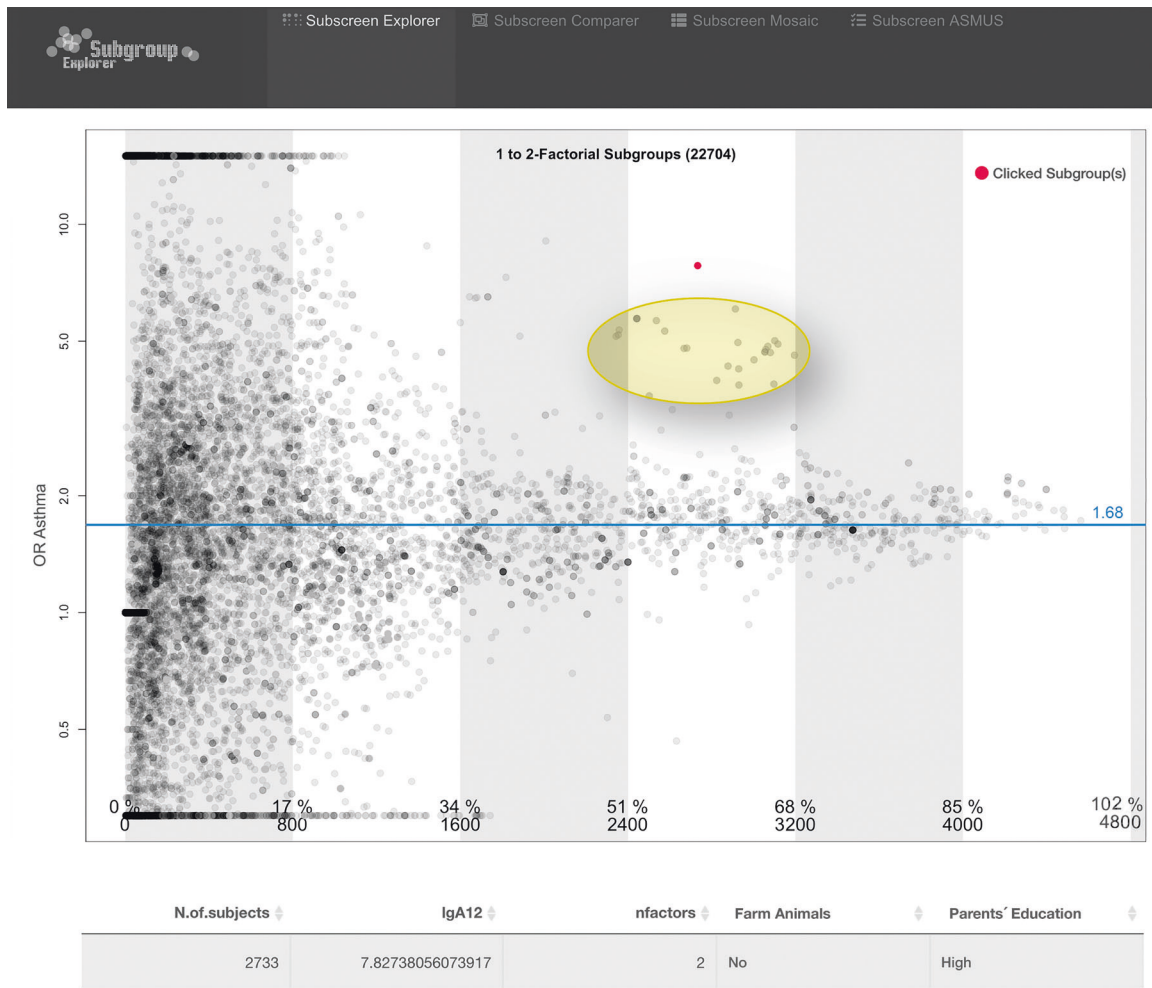 Subscreen Explorer
Subscreen Comparer
Subscreen Mosaic
Subscreen ASMUS
Subgroup
Explorer
1 to 2-Factorial Subgroups (22704)
Clicked Subgroup(s)
10.0
5.0
2.0
1.0
0.5
OR Asthma
1.68
0 % 17 % 34 % 51 % 68 % 85 % 102 %
0 800 1600 2400 3200 4000 4800
N.of.subjects IgA12 nfactors Farm Animals Parents´ Education
2733 7.82738056073917 2 No High